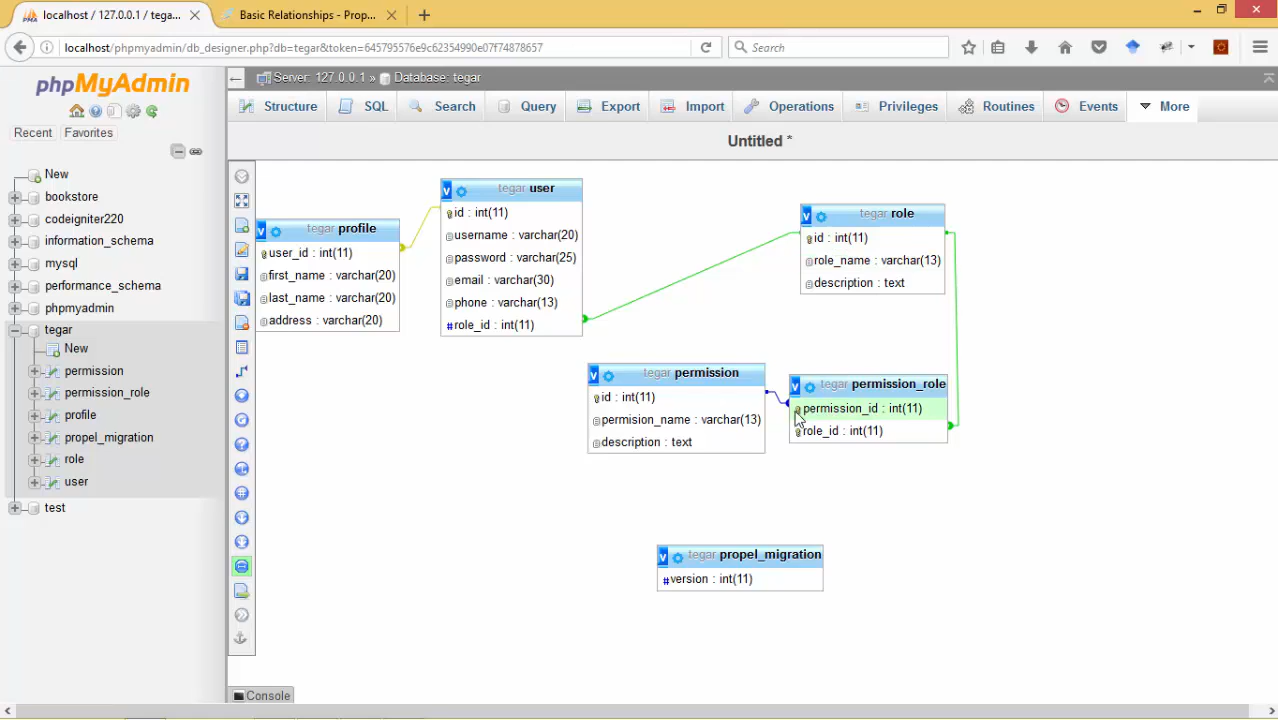 localhost / 127.0.0.1 / tega...
Basic Relationships - Prop...
localhost/phpmyadmin/db_designer.php?db=tegar&token=645795576e9c62354990e07f74878657
Search
phpMyAdmin
Recent
Favorites
New
bookstore
codeigniter220
information_schema
mysql
performance_schema
phpmyadmin
tegar
New
permission
permission_role
profile
propel_migration
role
user
test
Server: 127.0.0.1 » Database: tegar
Structure
SQL
Search
Query
Export
Import
Operations
Privileges
Routines
Events
More
Untitled *
v tegar profile
user_id : int(11)
first_name : varchar(20)
last_name : varchar(20)
address : varchar(20)
v tegar user
id : int(11)
username : varchar(20)
password : varchar(25)
email : varchar(30)
phone : varchar(13)
#role_id : int(11)
v tegar role
id : int(11)
role_name : varchar(13)
description : text
v tegar permission
id : int(11)
permision_name : varchar(13)
description : text
v tegar permission_role
permission_id : int(11)
role_id : int(11)
v tegar propel_migration
#version : int(11)
Console